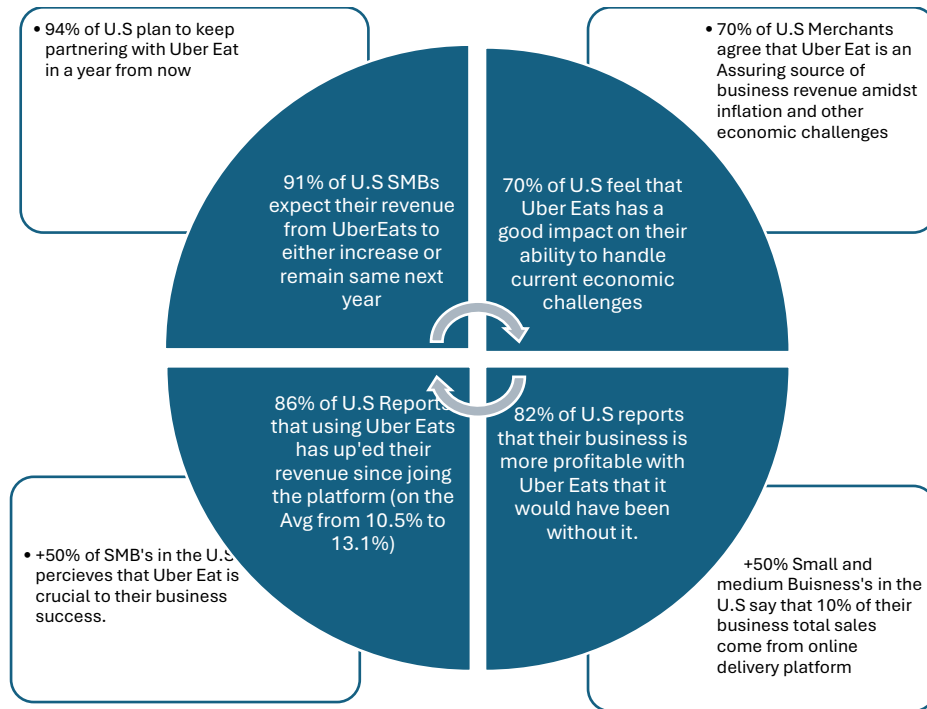 • 94% of U.S plan to keep
partnering with Uber Eat
in a year from now
• 70% of U.S Merchants
agree that Uber Eat is an
Assuring source of
business revenue amidst
inflation and other
economic challenges
91% of U.S SMBs
expect their revenue
from UberEats to
either increase or
remain same next
year
70% of U.S feel that
Uber Eats has a
good impact on their
ability to handle
current economic
challenges
86% of U.S Reports
that using Uber Eats
has up'ed their
revenue since joing
the platform (on the
Avg from 10.5% to
13.1%)
82% of U.S reports
that their business is
more profitable with
Uber Eats that it
would have been
without it.
• +50% of SMB's in the U.S
percieves that Uber Eat is
crucial to their business
success.
+50% Small and
medium Buisness's in the
U.S say that 10% of their
business total sales
come from online
delivery platform